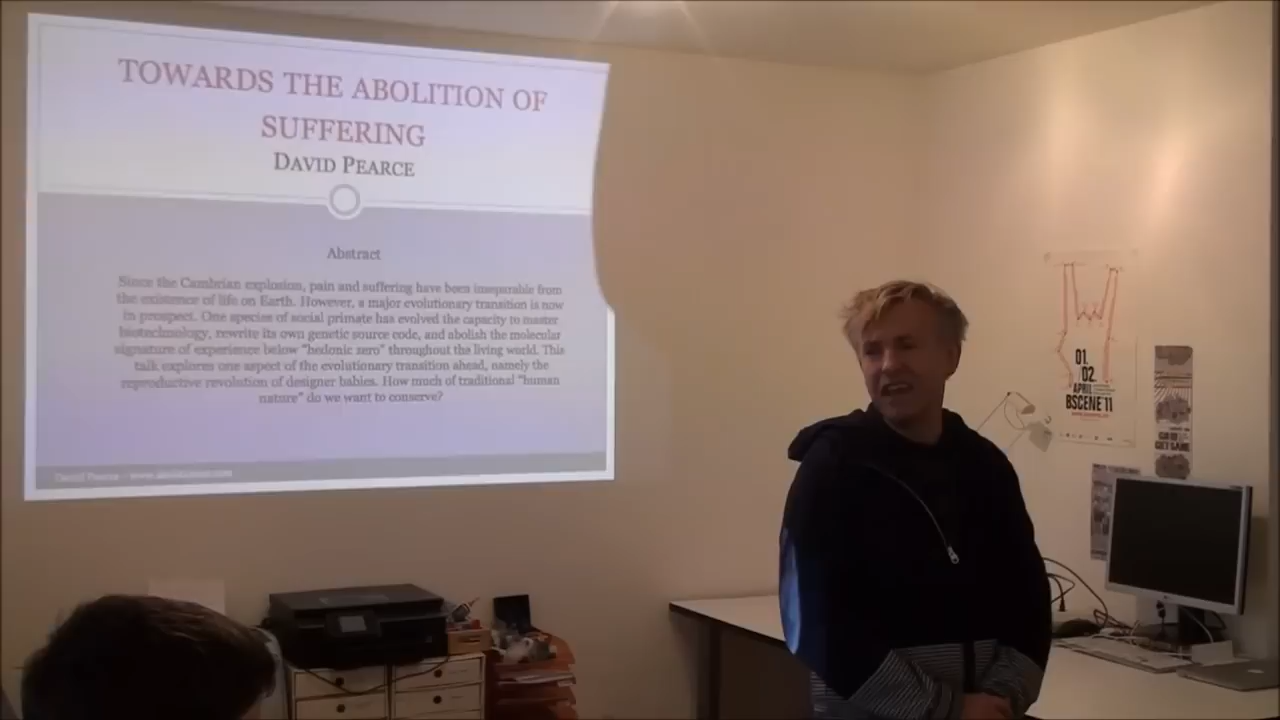 TOWARDS THE ABOLITION OF
SUFFERING
DAVID PEARCE
Abstract
Since the Cambrian explosion, pain and suffering have been inseparable from
the existence of life on Earth. However, a major evolutionary transition is now
in prospect. One species of social primate has evolved the capacity to master
biotechnology, rewrite its own genetic source code, and abolish the molecular
signature of experience below "hedonic zero" throughout the living world. This
talk explores one aspect of the evolutionary transition ahead, namely the
reproductive revolution of designer babies. How much of traditional "human
nature" do we want to conserve?
David Pearce
01.
02.
APRIL
BSCENE'11